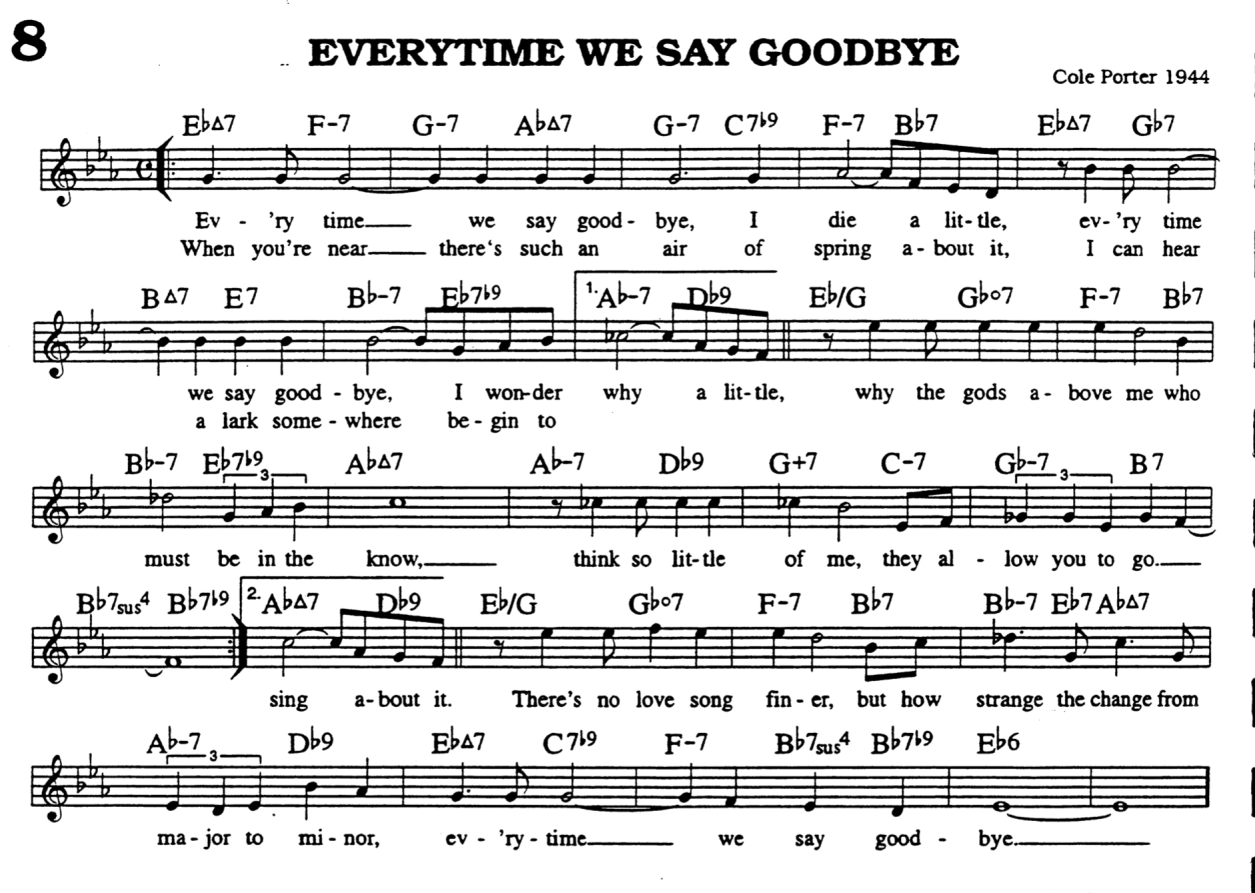 8
EVERYTIME WE SAY GOODBYE
Cole Porter 1944
E♭Δ7 F-7 G-7 A♭Δ7 G-7 C7♭9 F-7 B♭7 E♭Δ7 G♭7
Ev - 'ry time we say good - bye, I die a lit - tle, ev - 'ry time
When you're near there's such an air of spring a - bout it, I can hear
BΔ7 E7 B♭-7 E♭7♭9 1. A♭-7 D♭9 E♭/G G♭o7 F-7 B♭7
we say good - bye, I won-der why a lit - tle, why the gods a - bove me who
a lark some - where be - gin to
B♭-7 E♭7♭9 A♭Δ7 A♭-7 D♭9 G+7 C-7 G♭-7 B7
3 3
must be in the know, think so lit - tle of me, they al - low you to go.
B♭7sus4 B♭7♭9 2. A♭Δ7 D♭9 E♭/G G♭o7 F-7 B♭7 B♭-7 E♭7 A♭Δ7
sing a - bout it. There's no love song fin - er, but how strange the change from
A♭-7 D♭9 E♭Δ7 C7♭9 F-7 B♭7sus4 B♭7♭9 E♭6
3
ma - jor to mi - nor, ev - 'ry - time we say good - bye.